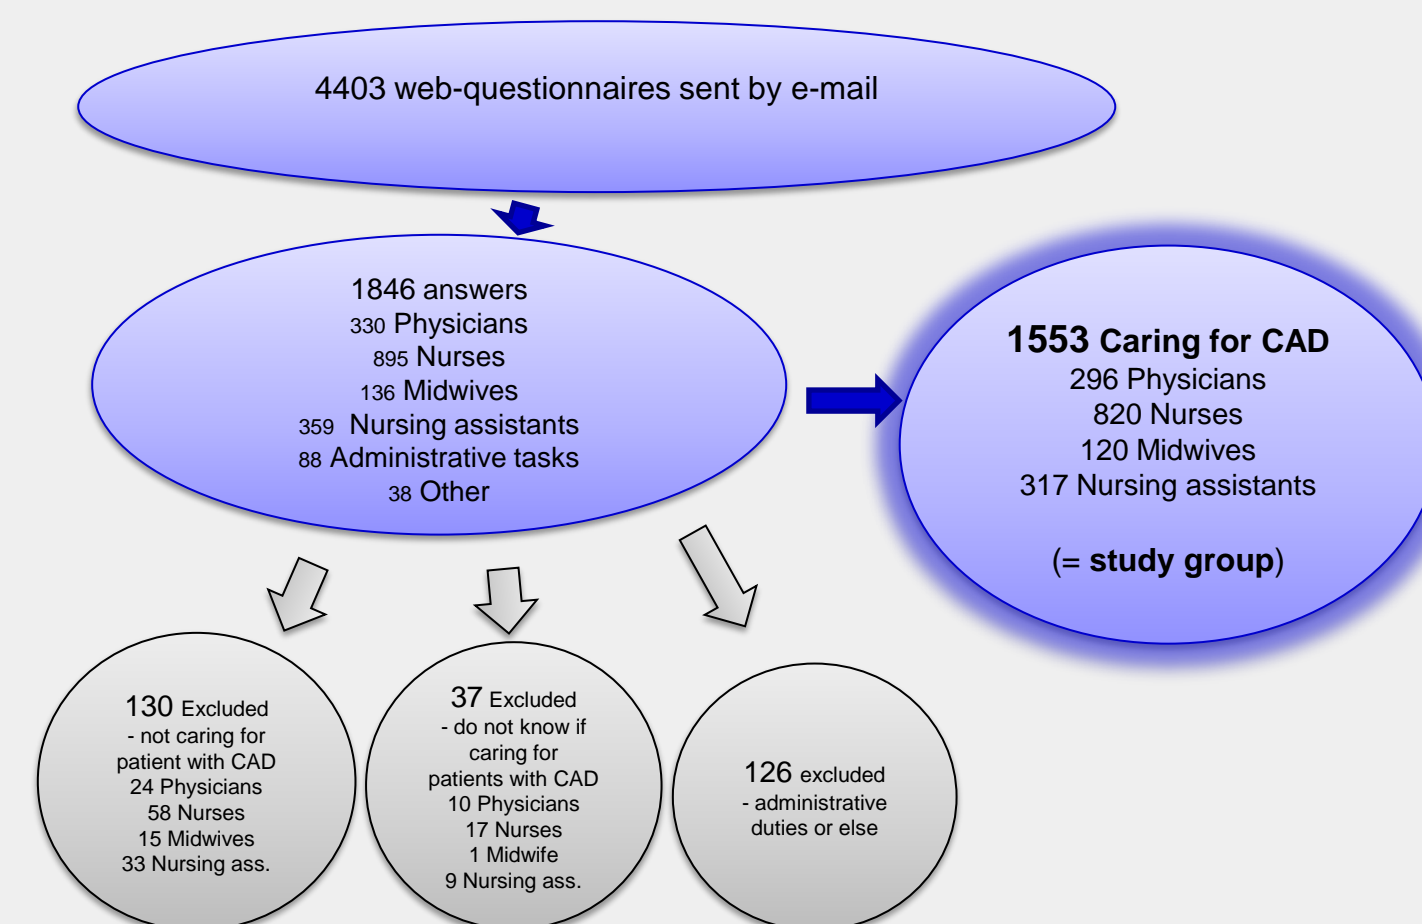 4403 web-questionnaires sent by e-mail
1846 answers
330 Physicians
895 Nurses
136 Midwives
359 Nursing assistants
88 Administrative tasks
38 Other
1553 Caring for CAD
296 Physicians
820 Nurses
120 Midwives
317 Nursing assistants
(= study group)
130 Excluded
- not caring for
patient with CAD
24 Physicians
58 Nurses
15 Midwives
33 Nursing ass.
37 Excluded
- do not know if
caring for
patients with CAD
10 Physicians
17 Nurses
1 Midwife
9 Nursing ass.
126 excluded
- administrative
duties or else